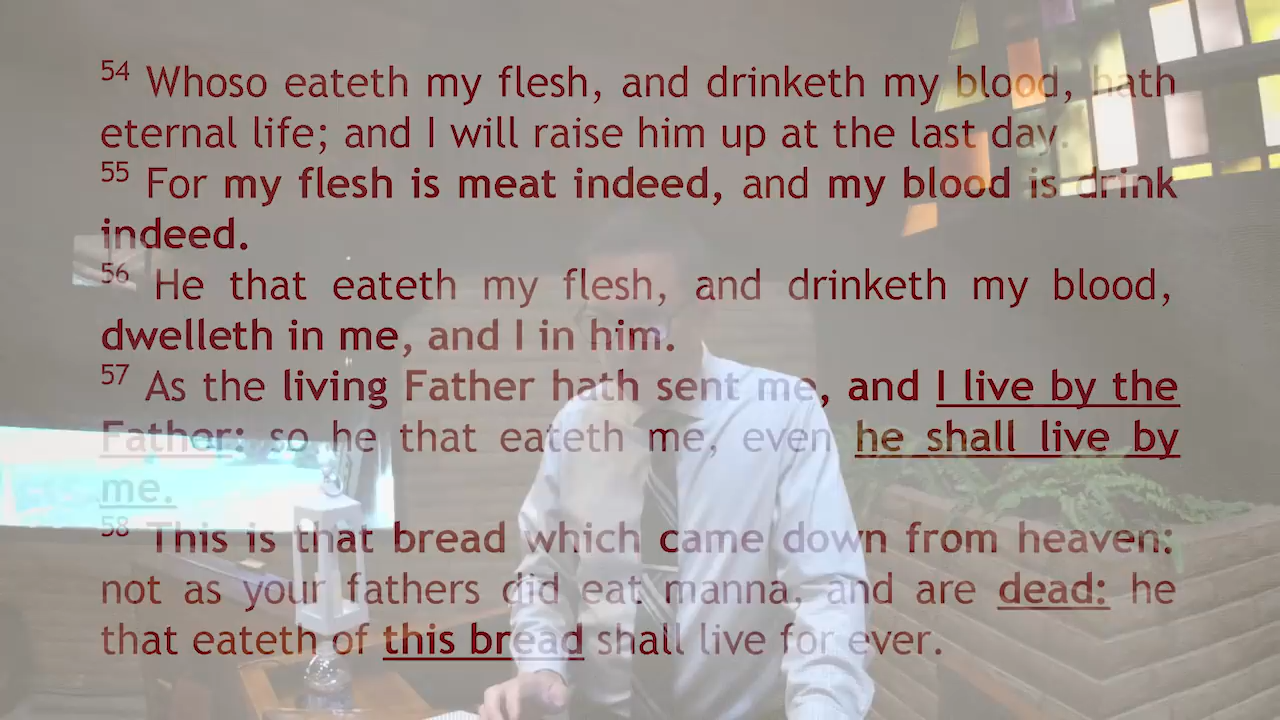 54 Whoso eateth my flesh, and drinketh my blood, hath
eternal life; and I will raise him up at the last day.
55 For my flesh is meat indeed, and my blood is drink
indeed.
56 He that eateth my flesh, and drinketh my blood,
dwelleth in me, and I in him.
57 As the living Father hath sent me, and I live by the
Father: so he that eateth me, even he shall live by
me.
58 This is that bread which came down from heaven:
not as your fathers did eat manna, and are dead: he
that eateth of this bread shall live for ever.